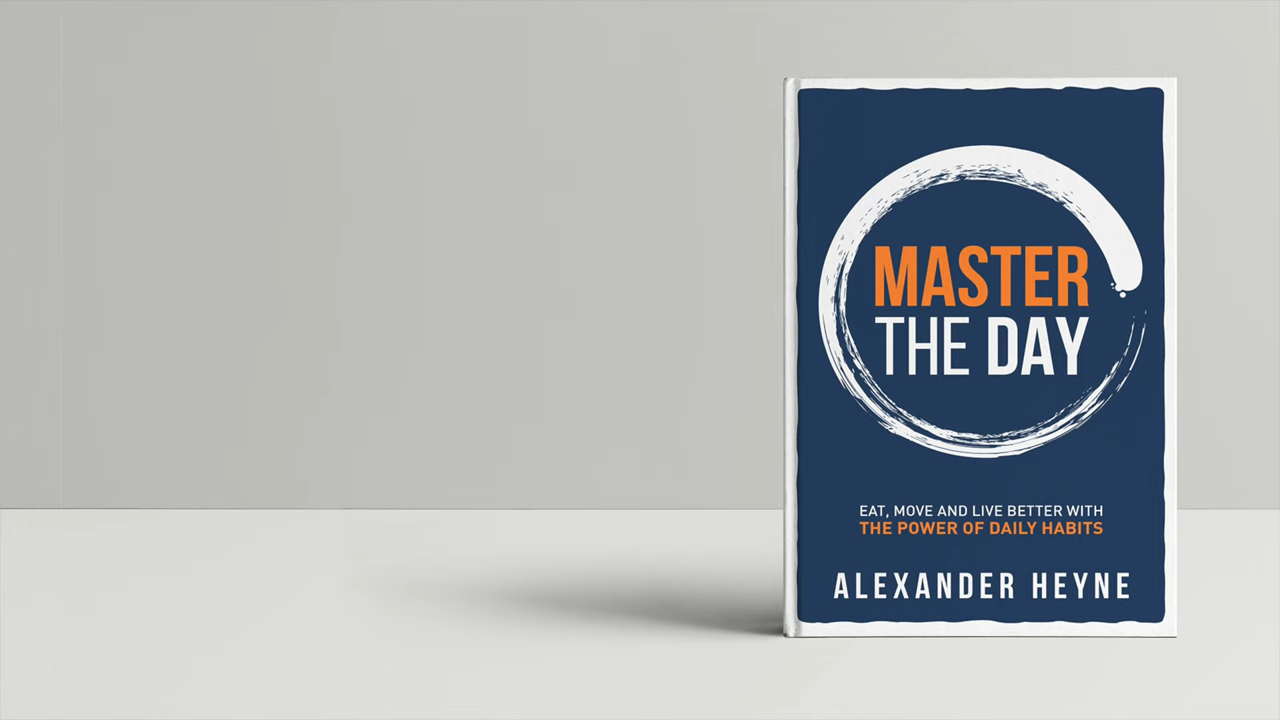 MASTER
THE DAY
EAT, MOVE AND LIVE BETTER WITH
THE POWER OF DAILY HABITS
ALEXANDER HEYNE